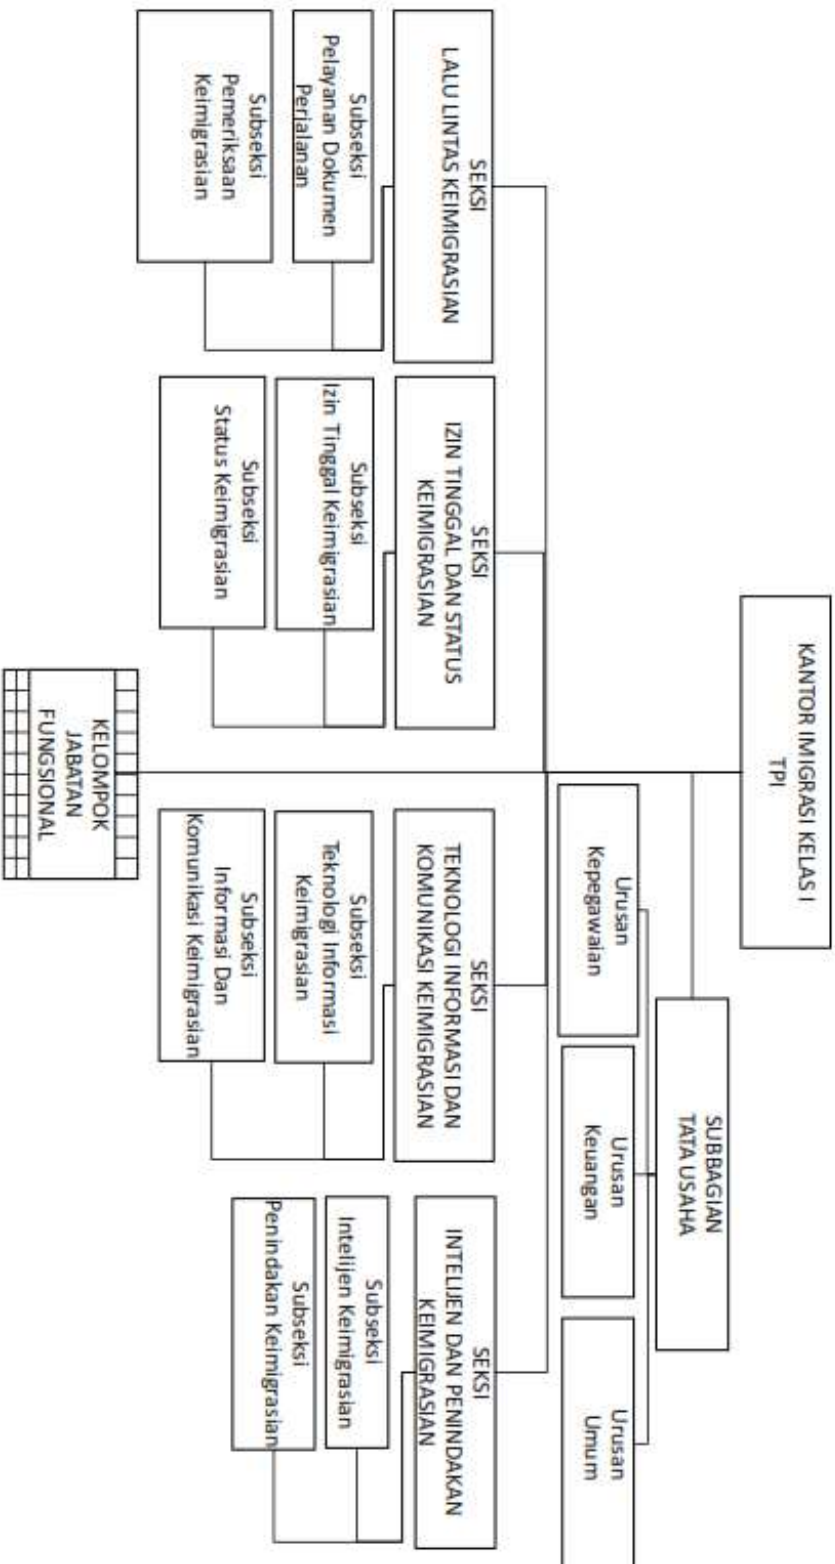 KANTOR IMIGRASI KELAS I
TPI
SUBBAGIAN
TATA USAHA
Urusan
Kepegawaian
Urusan
Keuangan
Urusan
Umum
SEKSI
LALU LINTAS KEIMIGRASIAN
Subseksi
Pelayanan Dokumen
Perjalanan
Subseksi
Pemeriksaan
Keimigrasian
SEKSI
IZIN TINGGAL DAN STATUS
KEIMIGRASIAN
Subseksi
Izin Tinggal Keimigrasian
Subseksi
Status Keimigrasian
SEKSI
TEKNOLOGI INFORMASI DAN
KOMUNIKASI KEIMIGRASIAN
Subseksi
Teknologi Informasi
Keimigrasian
Subseksi
Informasi Dan
Komunikasi Keimigrasian
SEKSI
INTELIJEN DAN PENINDAKAN
KEIMIGRASIAN
Subseksi
Intelijen Keimigrasian
Subseksi
Penindakan Keimigrasian
KELOMPOK
JABATAN
FUNGSIONAL